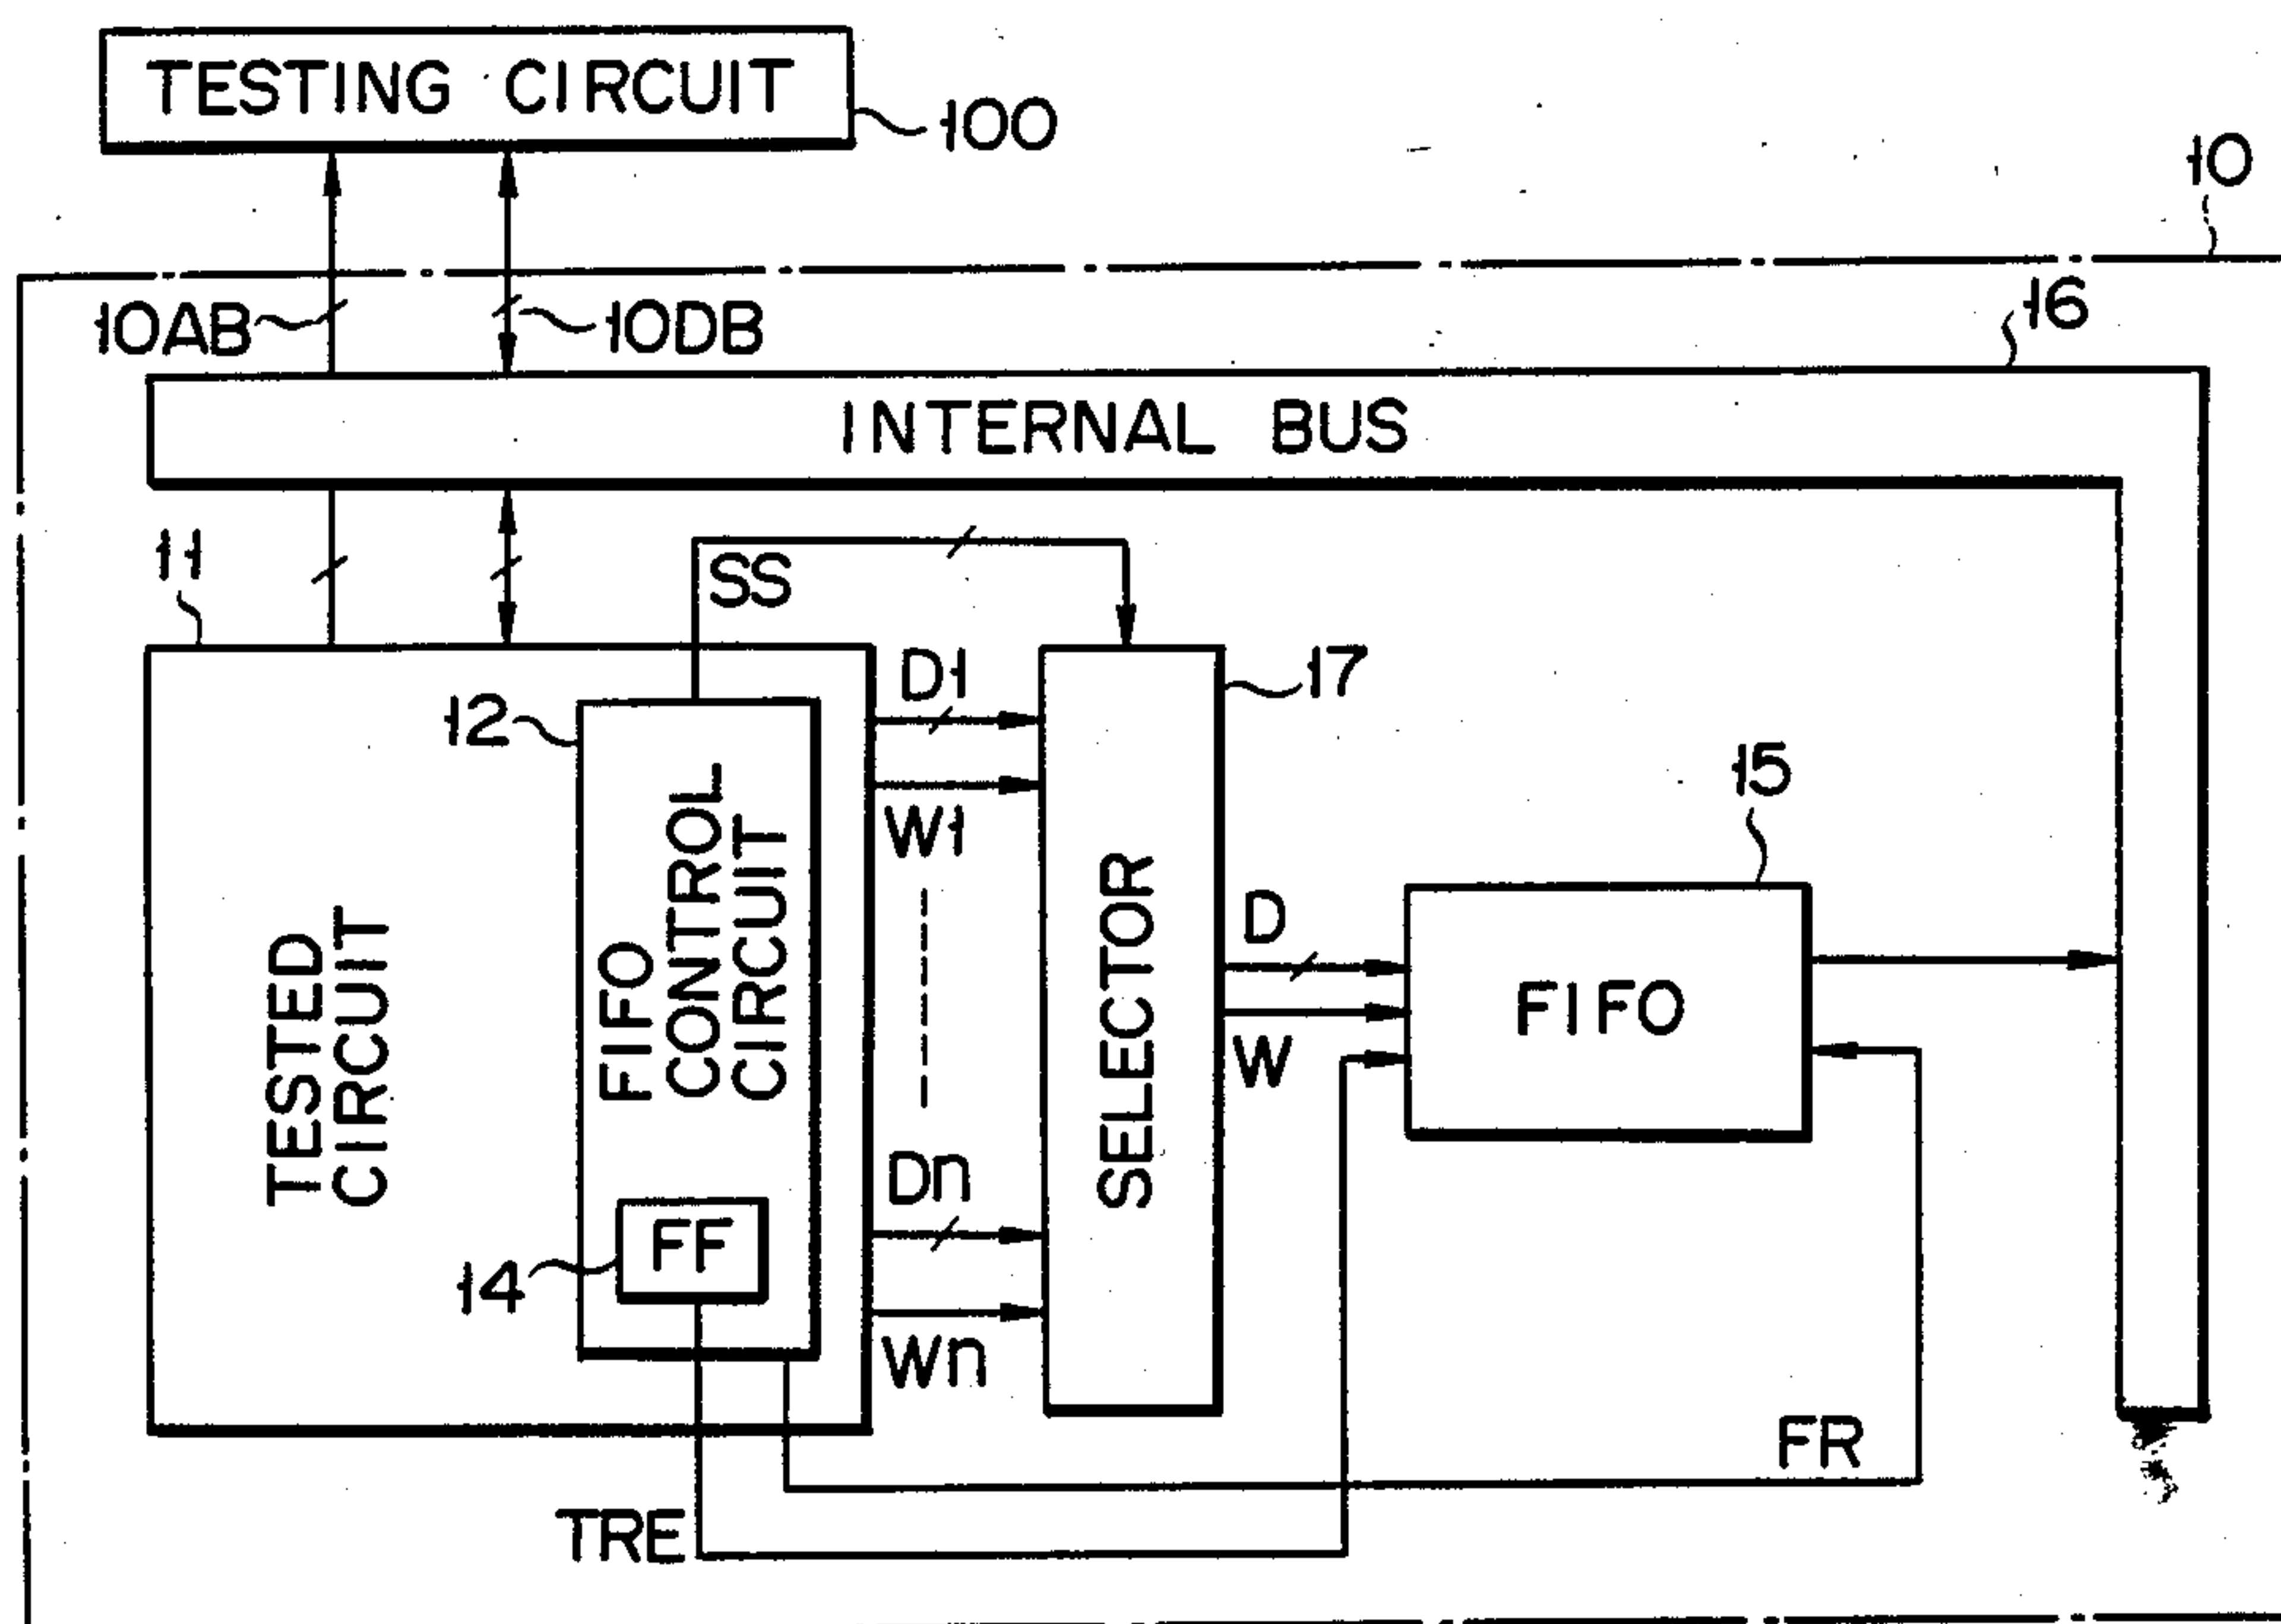 TESTING CIRCUIT
100
10
10AB
10DB
16
INTERNAL BUS
11
SS
D1
17
12
W1
15
TESTED
CIRCUIT
FIFO
CONTROL
CIRCUIT
SELECTOR
D
FIFO
W
Dn
FF
14
Wn
FR
TRE